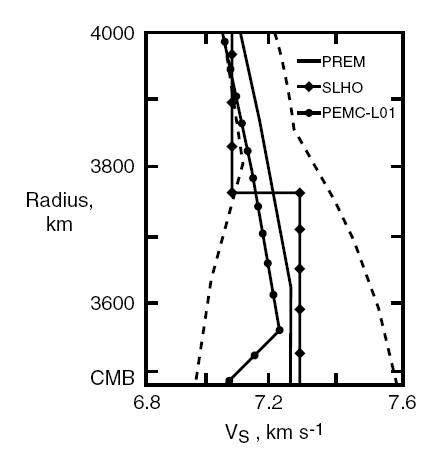 4000
PREM
SLHO
PEMC-L01
3800
Radius,
km
3600
CMB
6.8 7.2 7.6
VS , km s-1